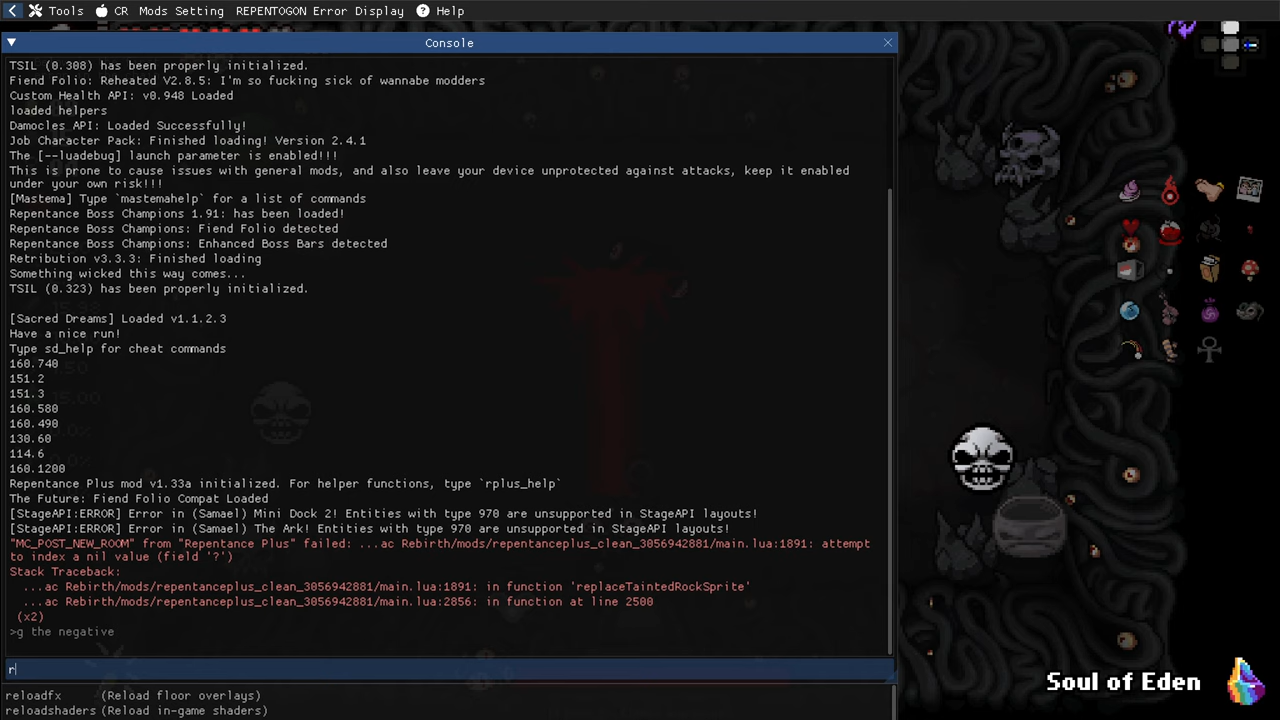 Tools CR Mods Setting REPENTOGON Error Display Help
Console
TSIL (0.308) has been properly initialized.
Fiend Folio: Reheated V2.8.5: I'm so fucking sick of wannabe modders
Custom Health API: v0.948 Loaded
loaded helpers
Damocles API: Loaded Successfully!
Job Character Pack: Finished loading! Version 2.4.1
The [--luadebug] launch parameter is enabled!!!
This is prone to cause issues with general mods, and also leave your device unprotected against attacks, keep it enabled
under your own risk!!!
[Mastema] Type `mastemahelp` for a list of commands
Repentance Boss Champions 1.91: has been loaded!
Repentance Boss Champions: Fiend Folio detected
Repentance Boss Champions: Enhanced Boss Bars detected
Retribution v3.3.3: Finished loading
Something wicked this way comes...
TSIL (0.323) has been properly initialized.
[Sacred Dreams] Loaded v1.1.2.3
Have a nice run!
Type sd_help for cheat commands
160.740
151.2
151.3
160.580
160.490
130.60
114.6
160.1200
Repentance Plus mod v1.33a initialized. For helper functions, type `rplus_help`
The Future: Fiend Folio Compat Loaded
[StageAPI:ERROR] Error in (Samael) Mini Dock 2! Entities with type 970 are unsupported in StageAPI layouts!
[StageAPI:ERROR] Error in (Samael) The Ark! Entities with type 970 are unsupported in StageAPI layouts!
"MC_POST_NEW_ROOM" from "Repentance Plus" failed: ...ac Rebirth/mods/repentanceplus_clean_3056942881/main.lua:1891: attempt
to index a nil value (field '?')
Stack Traceback:
...ac Rebirth/mods/repentanceplus_clean_3056942881/main.lua:1891: in function 'replaceTaintedRockSprite'
...ac Rebirth/mods/repentanceplus_clean_3056942881/main.lua:2856: in function at line 2500
(x2)
>g the negative
r
reloadfx (Reload floor overlays)
reloadshaders (Reload in-game shaders)
Soul of Eden